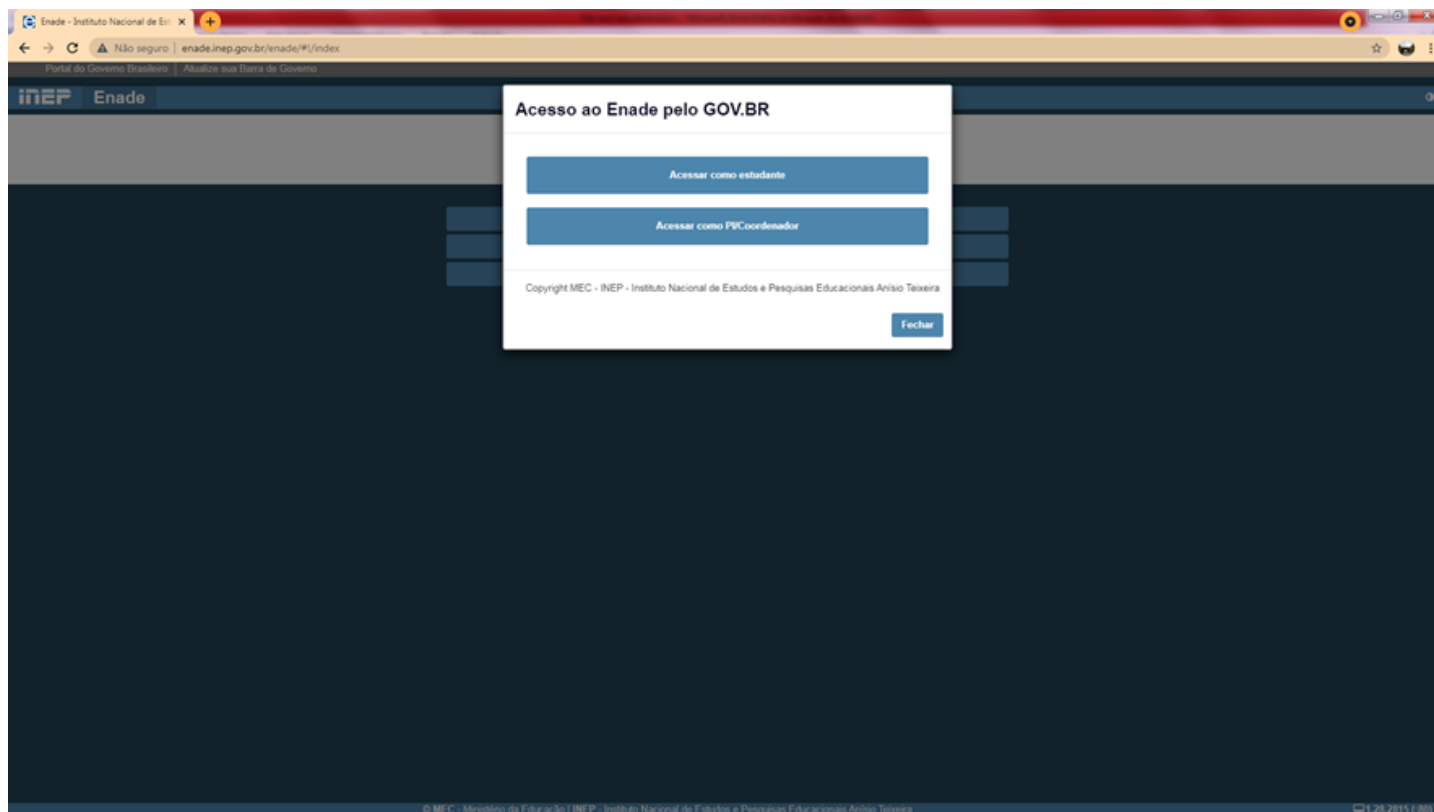 Enade - Instituto Nacional de Es
Não seguro | enade.inep.gov.br/enade/#!/index
Portal do Governo Brasileiro | Atualize sua Barra de Governo
inep Enade
Acesso ao Enade pelo GOV.BR
Acessar como estudante
Acessar como PI/Coordenador
Copyright MEC - INEP - Instituto Nacional de Estudos e Pesquisas Educacionais Anísio Teixeira
Fechar
© MEC - Ministério da Educação | INEP - Instituto Nacional de Estudos e Pesquisas Educacionais Anísio Teixeira